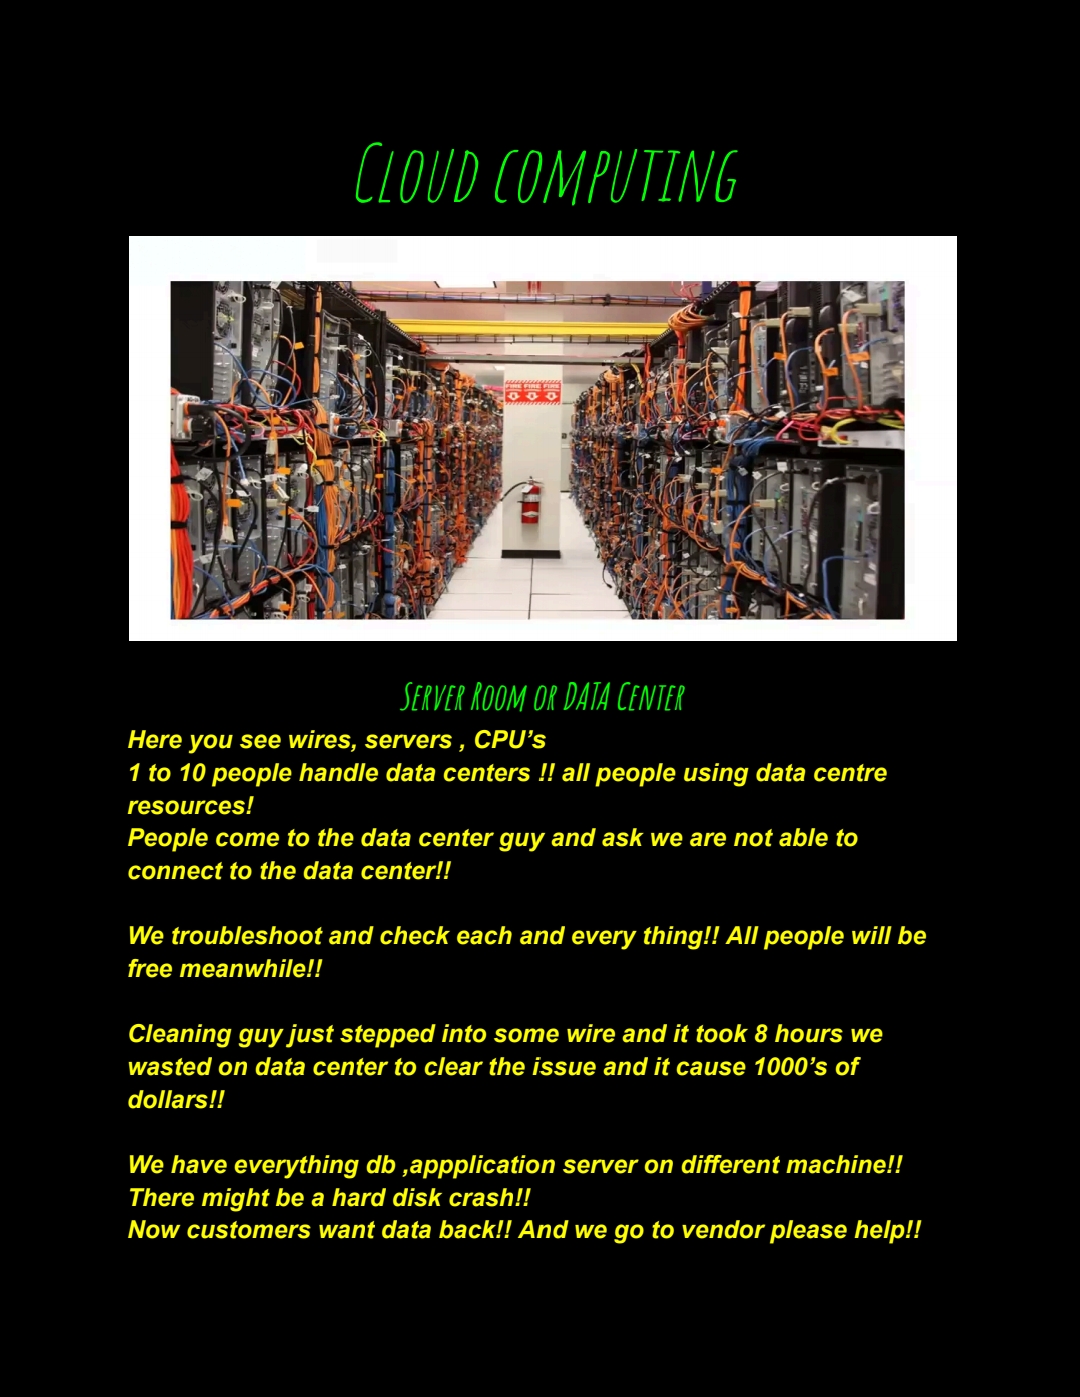 Cloud computing
FIRE FIRE FIRE
Server Room or DATA Center
Here you see wires, servers , CPU’s
1 to 10 people handle data centers !! all people using data centre
resources!
People come to the data center guy and ask we are not able to
connect to the data center!!
We troubleshoot and check each and every thing!! All people will be
free meanwhile!!
Cleaning guy just stepped into some wire and it took 8 hours we
wasted on data center to clear the issue and it cause 1000’s of
dollars!!
We have everything db ,appplication server on different machine!!
There might be a hard disk crash!!
Now customers want data back!! And we go to vendor please help!!